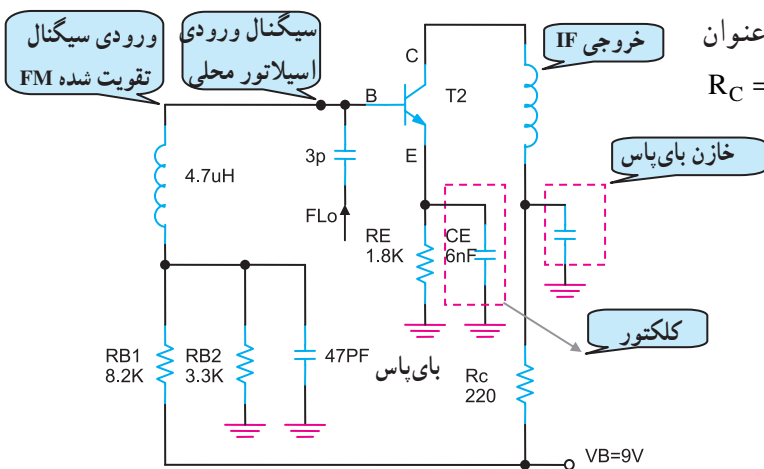 ورودی سیگنال
تقویت شده FM
سیگنال ورودی
اسیلاتور محلی
خروجی IF
عنوان
R_C =
C
B
T2
E
خازن بای‌پاس
4.7uH
3p
FLo
RE
1.8K
CE
6nF
کلکتور
RB1
8.2K
RB2
3.3K
47PF
بای‌پاس
Rc
220
VB=9V